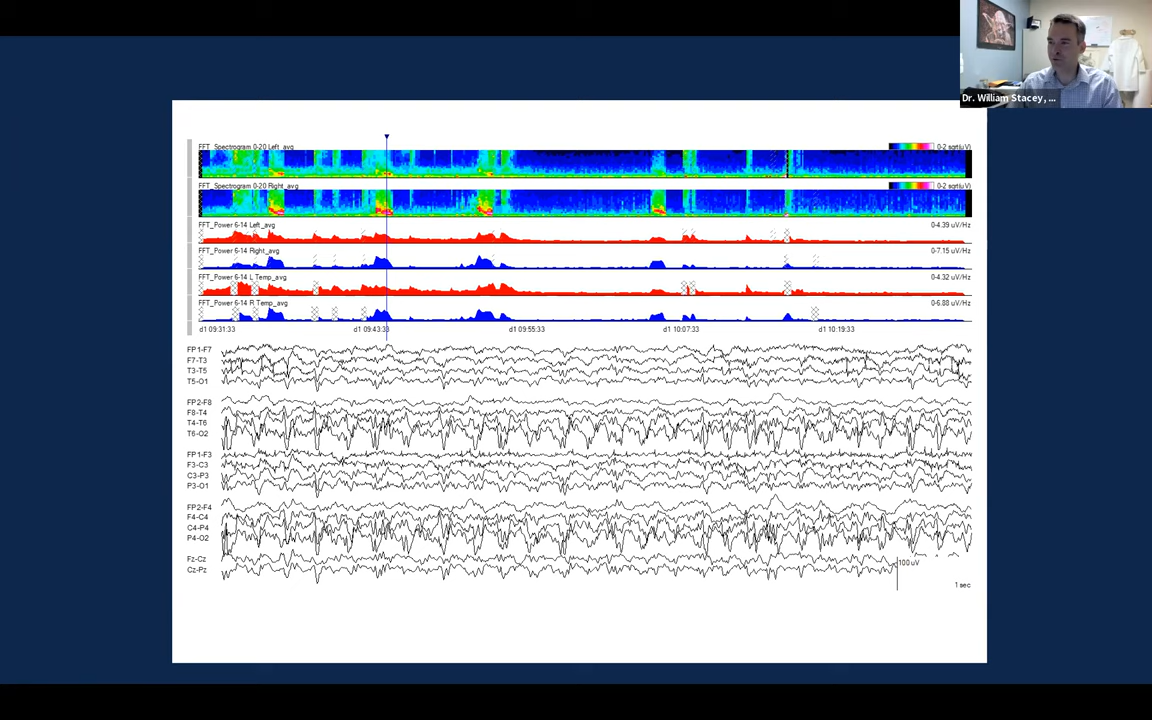 Dr. William Stacey, ...
FFT_Spectrogram 0-20 Left_avg
0-2 sqrt(uV)
FFT_Spectrogram 0-20 Right_avg
0-2 sqrt(uV)
FFT_Power 6-14 Left_avg
0-4.39 uV/Hz
FFT_Power 6-14 Right_avg
0-7.15 uV/Hz
FFT_Power 6-14 L Temp_avg
0-4.32 uV/Hz
FFT_Power 6-14 R Temp_avg
0-6.88 uV/Hz
d1 09:31:33 d1 09:43:33 d1 09:55:33 d1 10:07:33 d1 10:19:33
FP1-F7
F7-T3
T3-T5
T5-O1
FP2-F8
F8-T4
T4-T6
T6-O2
FP1-F3
F3-C3
C3-P3
P3-O1
FP2-F4
F4-C4
C4-P4
P4-O2
Fz-Cz
Cz-Pz
100 uV
1 sec